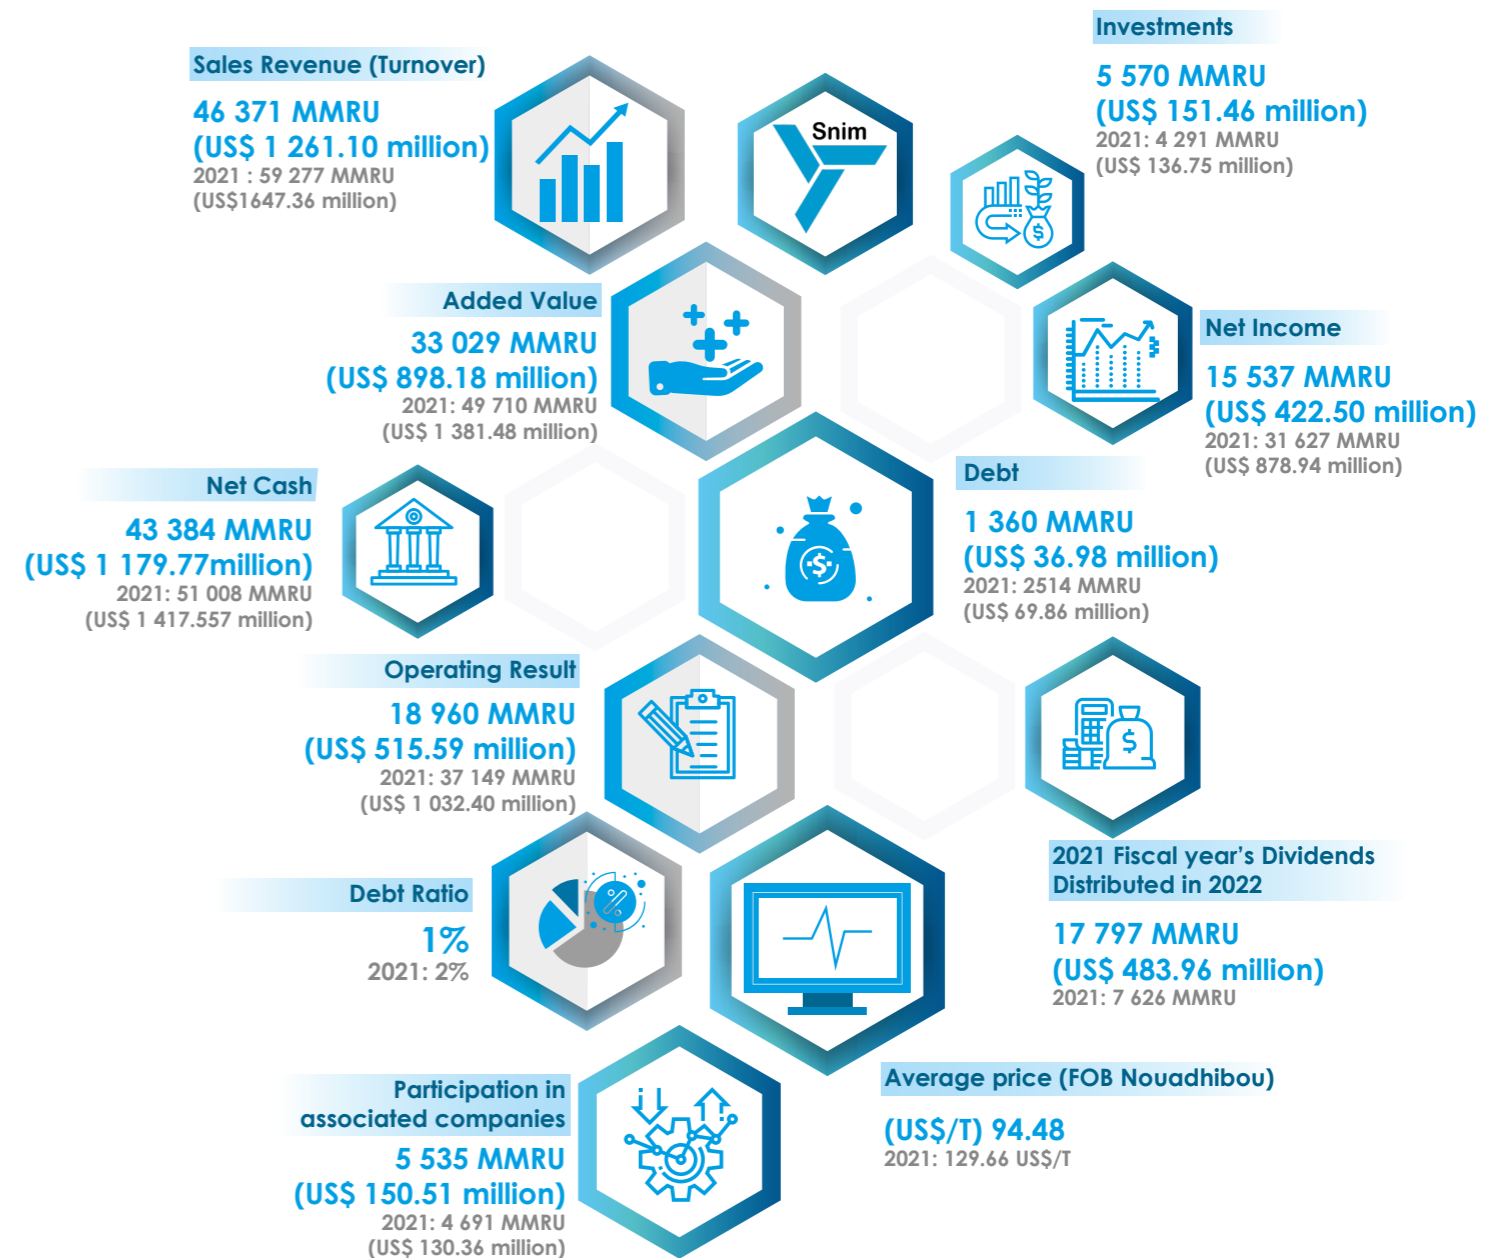 Sales Revenue (Turnover)
46 371 MMRU
(US$ 1 261.10 million)
2021 : 59 277 MMRU
(US$1647.36 million)
Snim
Investments
5 570 MMRU
(US$ 151.46 million)
2021: 4 291 MMRU
(US$ 136.75 million)
Added Value
33 029 MMRU
(US$ 898.18 million)
2021: 49 710 MMRU
(US$ 1 381.48 million)
Net Income
15 537 MMRU
(US$ 422.50 million)
2021: 31 627 MMRU
(US$ 878.94 million)
Net Cash
43 384 MMRU
(US$ 1 179.77million)
2021: 51 008 MMRU
(US$ 1 417.557 million)
Debt
1 360 MMRU
(US$ 36.98 million)
2021: 2514 MMRU
(US$ 69.86 million)
Operating Result
18 960 MMRU
(US$ 515.59 million)
2021: 37 149 MMRU
(US$ 1 032.40 million)
2021 Fiscal year's Dividends
Distributed in 2022
17 797 MMRU
(US$ 483.96 million)
2021: 7 626 MMRU
Debt Ratio
1%
2021: 2%
Average price (FOB Nouadhibou)
(US$/T) 94.48
2021: 129.66 US$/T
Participation in
associated companies
5 535 MMRU
(US$ 150.51 million)
2021: 4 691 MMRU
(US$ 130.36 million)